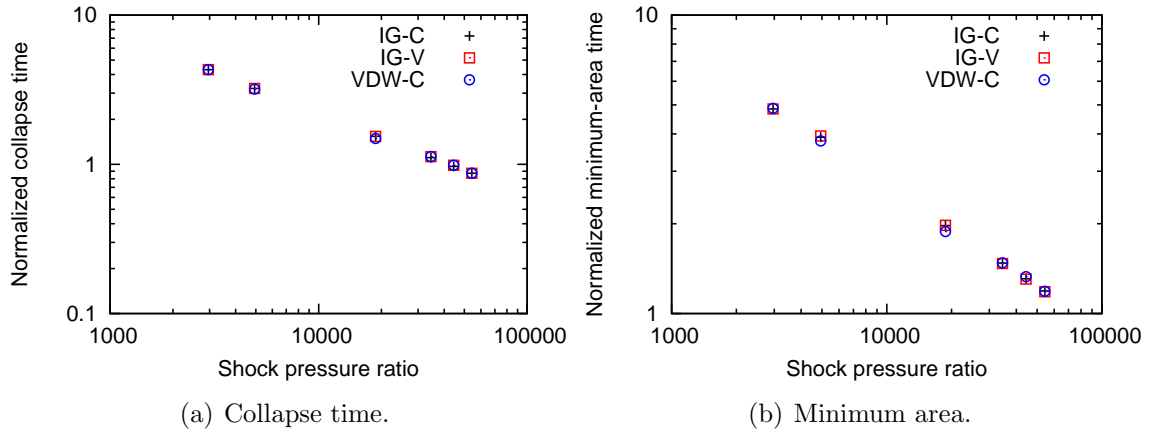 Normalized collapse time
10
1
0.1
IG-C
IG-V
VDW-C
1000
10000
100000
Shock pressure ratio
(a) Collapse time.
Normalized minimum-area time
10
1
IG-C
IG-V
VDW-C
1000
10000
100000
Shock pressure ratio
(b) Minimum area.